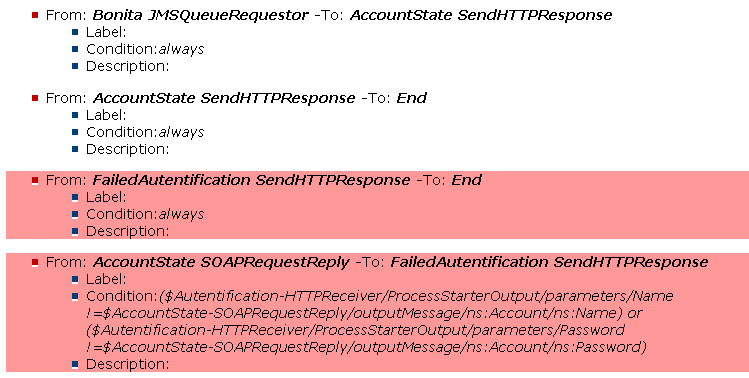 From: Bonita JMSQueueRequestor -To: AccountState SendHTTPResponse
Label:
Condition:always
Description:
From: AccountState SendHTTPResponse -To: End
Label:
Condition:always
Description:
From: FailedAutentification SendHTTPResponse -To: End
Label:
Condition:always
Description:
From: AccountState SOAPRequestReply -To: FailedAutentification SendHTTPResponse
Label:
Condition:($Autentification-HTTPReceiver/ProcessStarterOutput/parameters/Name
!=$AccountState-SOAPRequestReply/outputMessage/ns:Account/ns:Name) or
($Autentification-HTTPReceiver/ProcessStarterOutput/parameters/Password
!=$AccountState-SOAPRequestReply/outputMessage/ns:Account/ns:Password)
Description: